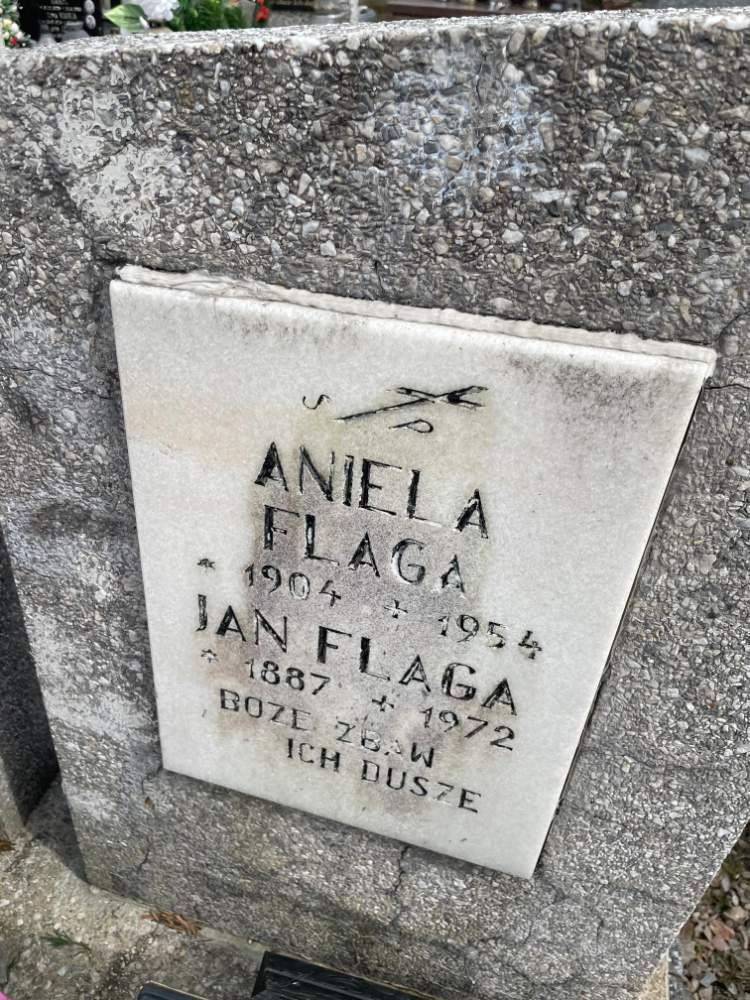 S P
ANIELA
FLAGA
* 1904 + 1954
JAN FLAGA
* 1887 + 1972
BOZE ZBAW
ICH DUSZE